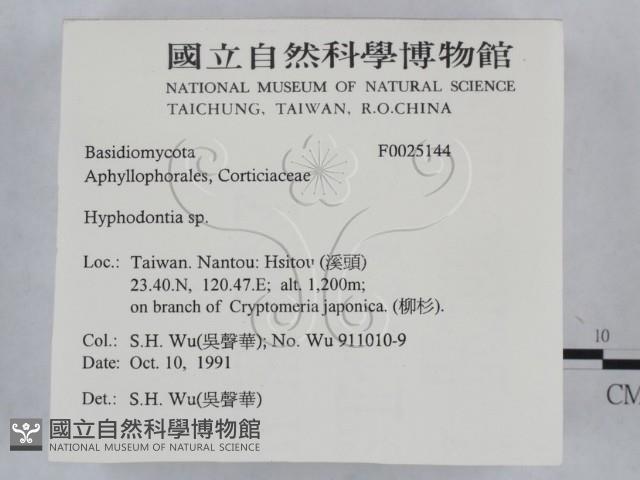 國立自然科學博物館
NATIONAL MUSEUM OF NATURAL SCIENCE
TAICHUNG, TAIWAN, R.O.CHINA
Basidiomycota F0025144
Aphyllophorales, Corticiaceae
Hyphodontia sp.
Loc.: Taiwan. Nantou: Hsitou (溪頭)
23.40.N, 120.47.E; alt. 1,200m;
on branch of Cryptomeria japonica. (柳杉).
Col.: S.H. Wu(吳聲華); No. Wu 911010-9
Date: Oct. 10, 1991
Det.: S.H. Wu(吳聲華)
10
CM
國立自然科學博物館
NATIONAL MUSEUM OF NATURAL SCIENCE